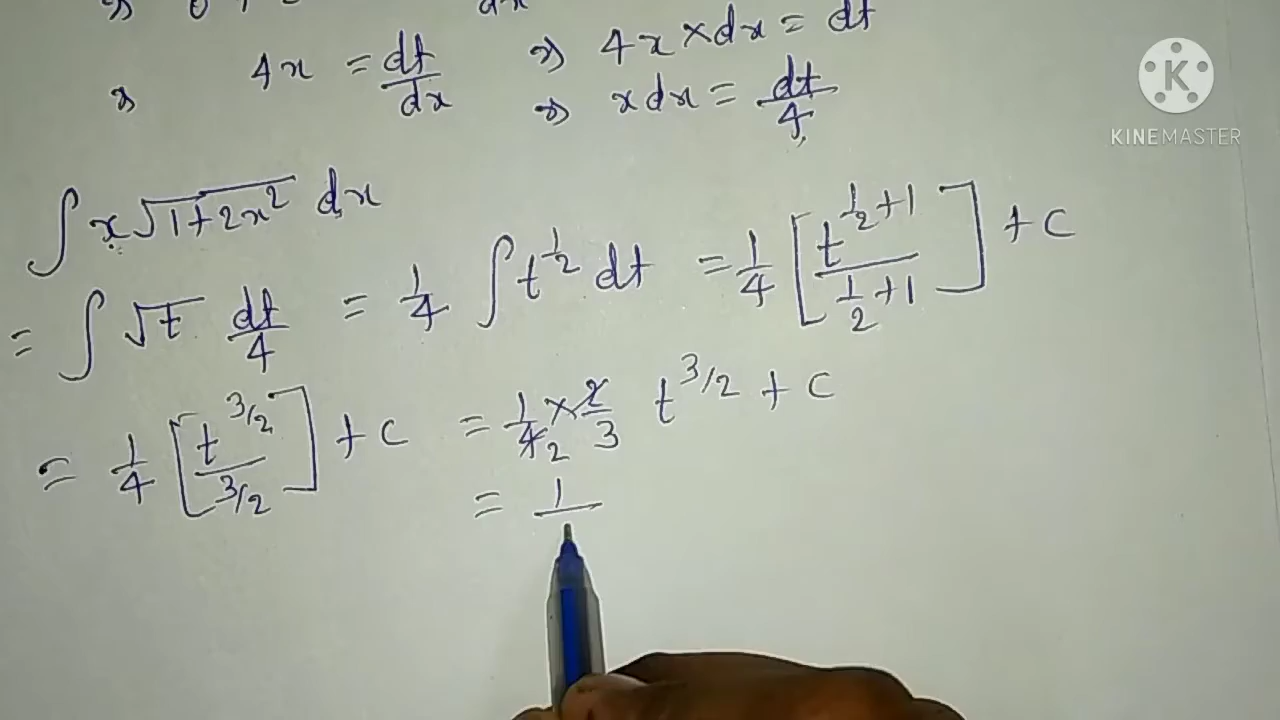 4x = dt/dx ⇒ 4x×dx = dt
⇒ x dx = dt/4
∫ x√(1+2x²) dx
= ∫ √t dt/4 = 1/4 ∫ t^(1/2) dt = 1/4 [t^(1/2+1)/(1/2+1)] + c
= 1/4 [t^(3/2)/(3/2)] + c = 1/4 2 × 2/3 t^(3/2) + c
= 1
K
KINEMASTER